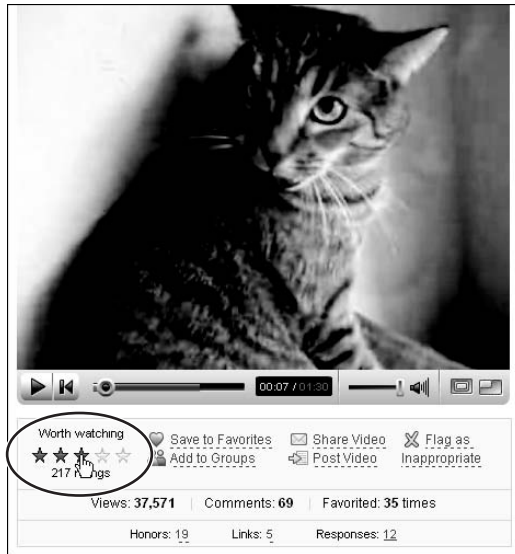 00:07 / 01:30
Worth watching
217 ings
Save to Favorites Share Video Flag as
Add to Groups Post Video Inappropriate
Views: 37,571 Comments: 69 Favorited: 35 times
Honors: 19 Links: 5 Responses: 12